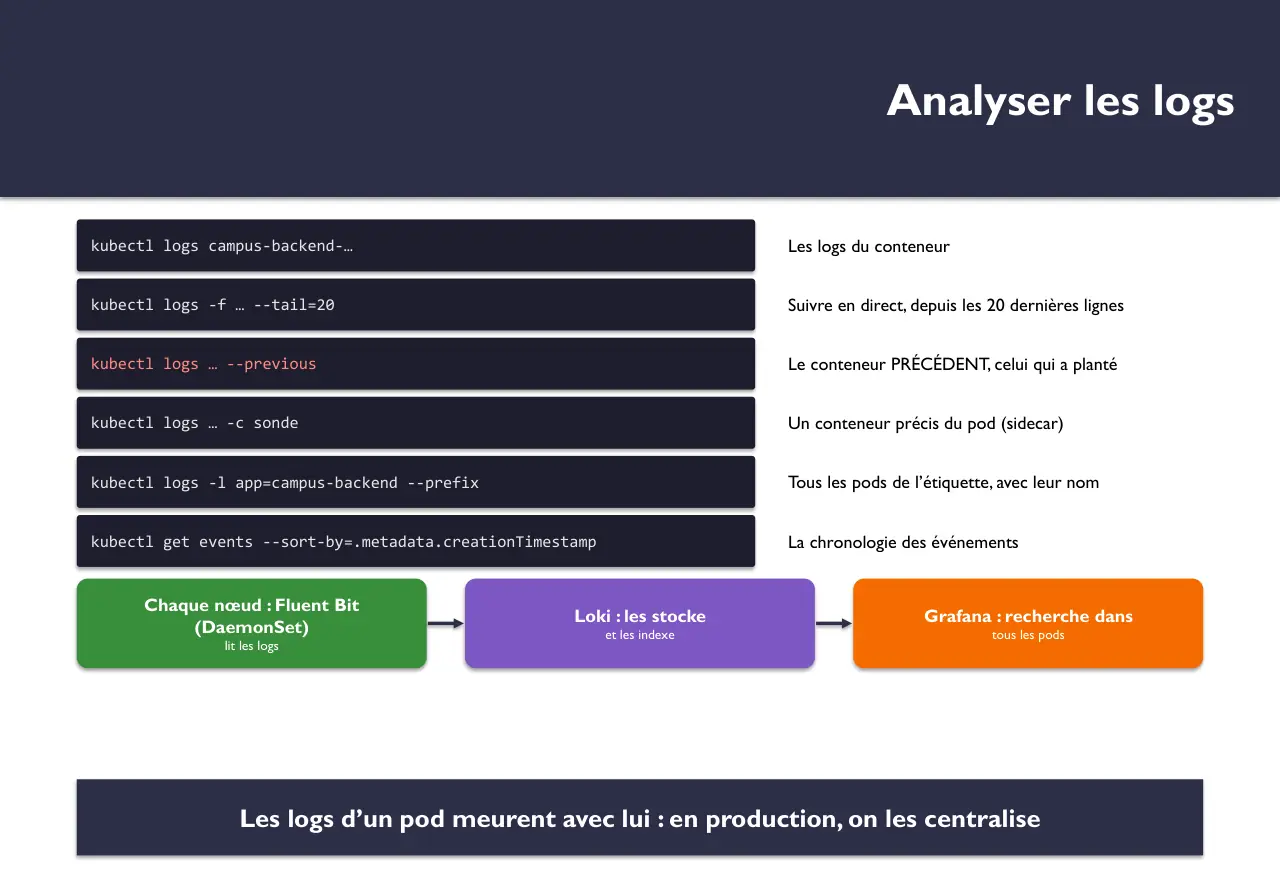 Analyser les logs
kubectl logs campus-backend-…
Les logs du conteneur
kubectl logs -f … --tail=20
Suivre en direct, depuis les 20 dernières lignes
kubectl logs … --previous
Le conteneur PRÉCÉDENT, celui qui a planté
kubectl logs … -c sonde
Un conteneur précis du pod (sidecar)
kubectl logs -l app=campus-backend --prefix
Tous les pods de l’étiquette, avec leur nom
kubectl get events --sort-by=.metadata.creationTimestamp
La chronologie des événements
Chaque nœud : Fluent Bit
(DaemonSet)
lit les logs
Loki : les stocke
et les indexe
Grafana : recherche dans
tous les pods
Les logs d’un pod meurent avec lui : en production, on les centralise